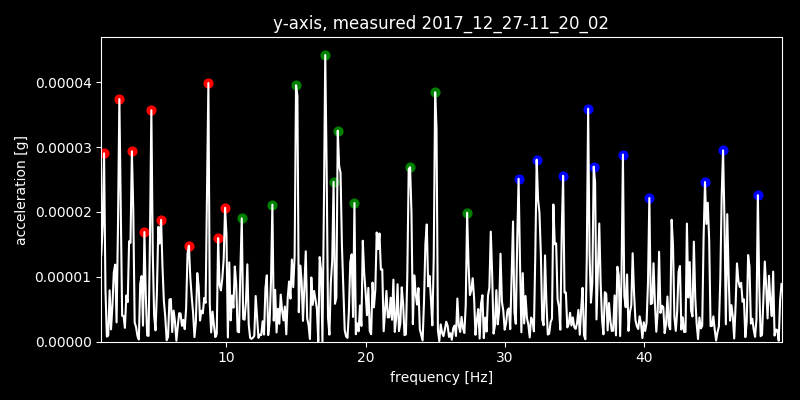 y-axis, measured 2017_12_27-11_20_02
acceleration [g]
0.00004
0.00003
0.00002
0.00001
0.00000
10 20 30 40
frequency [Hz]